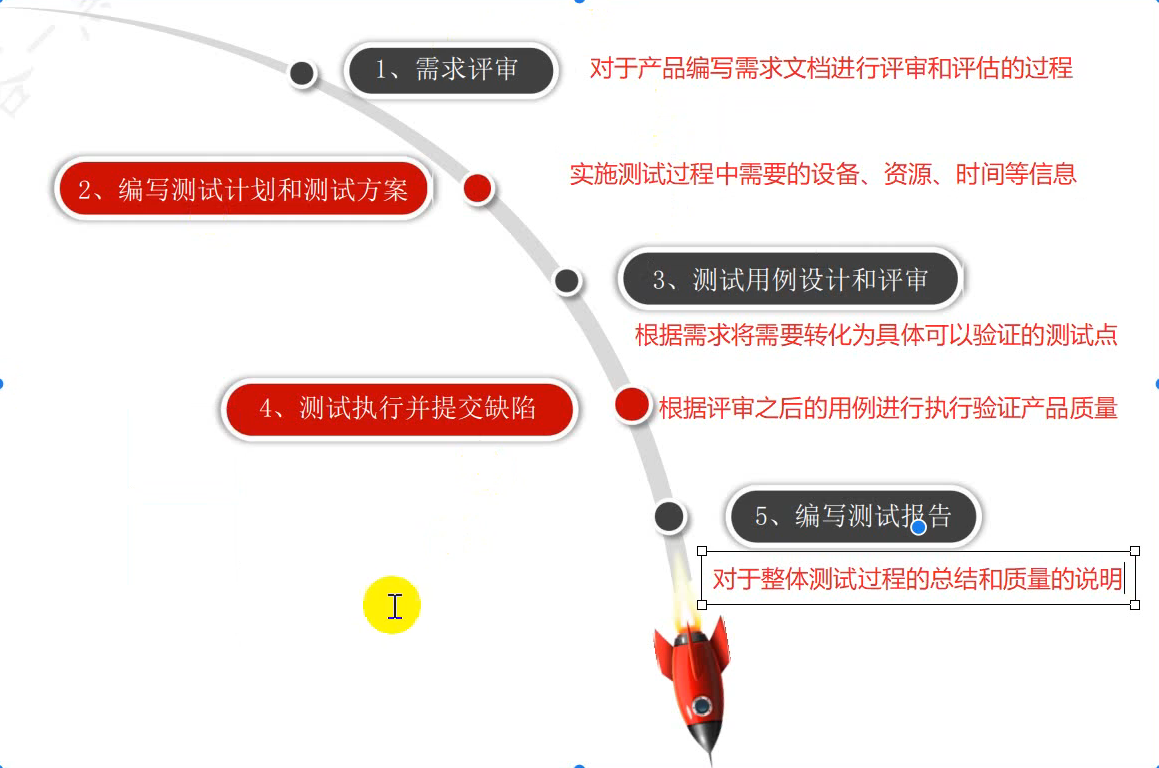 1、需求评审
对于产品编写需求文档进行评审和评估的过程
2、编写测试计划和测试方案
实施测试过程中需要的设备、资源、时间等信息
3、测试用例设计和评审
根据需求将需要转化为具体可以验证的测试点
4、测试执行并提交缺陷
根据评审之后的用例进行执行验证产品质量
5、编写测试报告
对于整体测试过程的总结和质量的说明